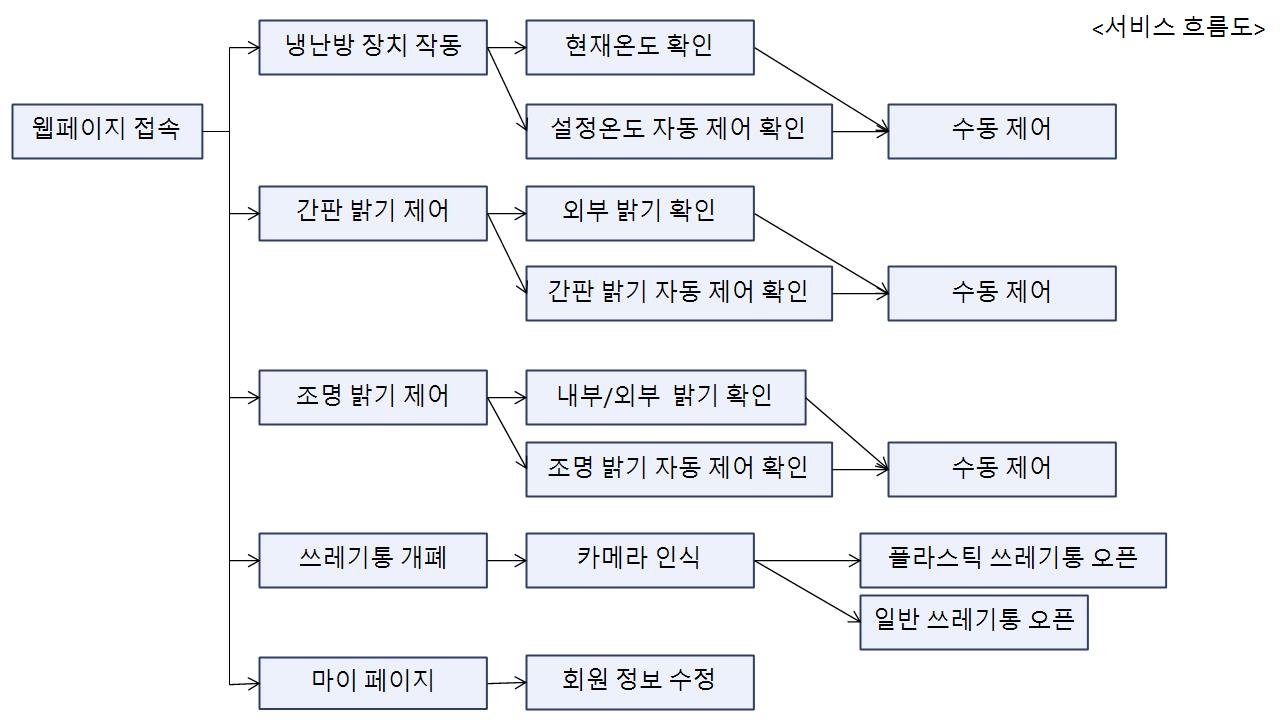 <서비스 흐름도>
웹페이지 접속
냉난방 장치 작동
현재온도 확인
설정온도 자동 제어 확인
수동 제어
간판 밝기 제어
외부 밝기 확인
간판 밝기 자동 제어 확인
수동 제어
조명 밝기 제어
내부/외부 밝기 확인
조명 밝기 자동 제어 확인
수동 제어
쓰레기통 개폐
카메라 인식
플라스틱 쓰레기통 오픈
일반 쓰레기통 오픈
마이 페이지
회원 정보 수정